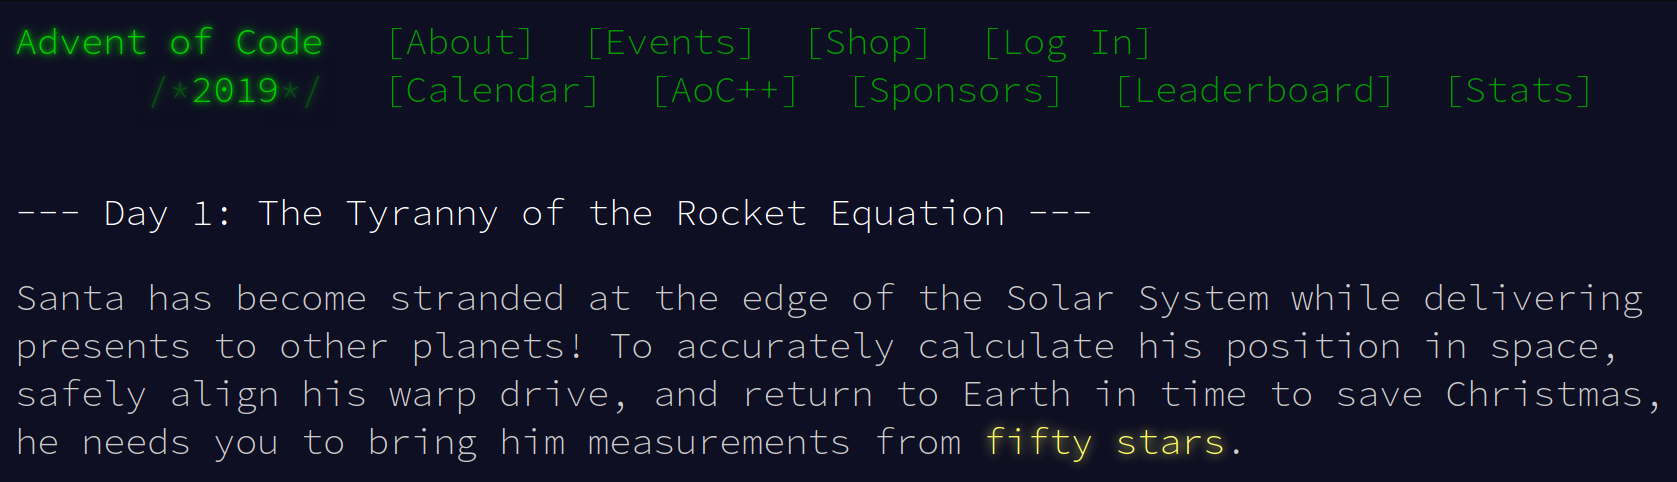 Advent of Code [About] [Events] [Shop] [Log In]
/*2019*/ [Calendar] [AoC++] [Sponsors] [Leaderboard] [Stats]
--- Day 1: The Tyranny of the Rocket Equation ---
Santa has become stranded at the edge of the Solar System while delivering
presents to other planets! To accurately calculate his position in space,
safely align his warp drive, and return to Earth in time to save Christmas,
he needs you to bring him measurements from fifty stars.